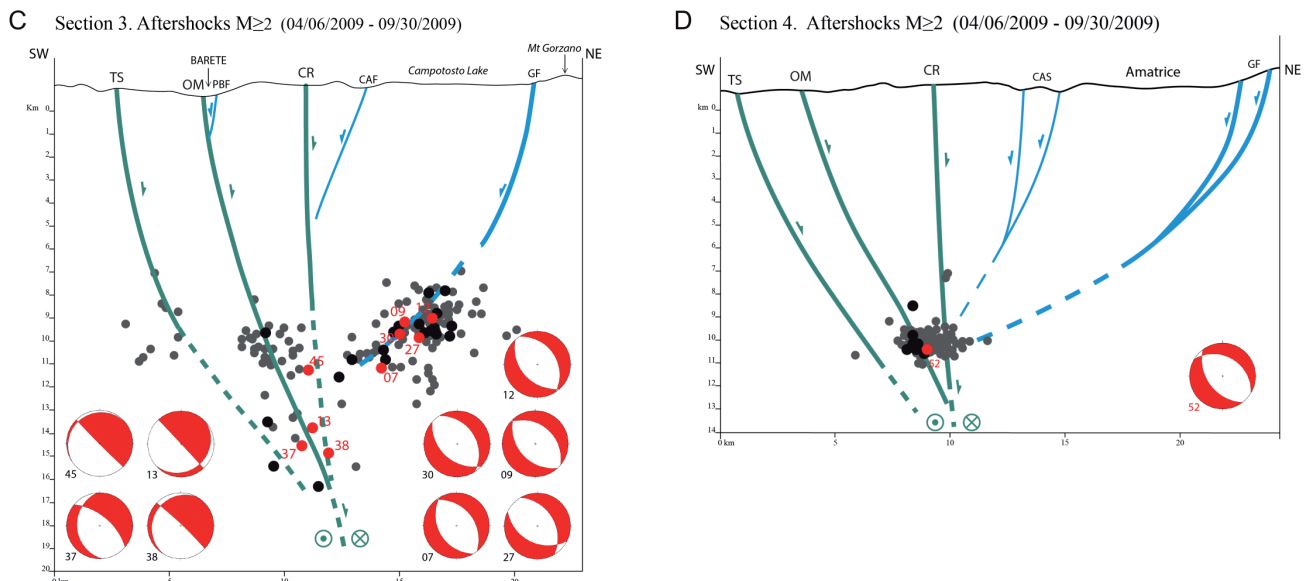 C Section 3. Aftershocks M≥2 (04/06/2009 - 09/30/2009)
SW
NE
Mt Gorzano
BARETE
TS
OM
PBF
CR
CAF
Campotosto Lake
GF
Km 0
1
2
3
4
5
6
7
8
9
10
11
12
13
14
15
16
17
18
19
20
0 km
5
10
15
20
09
12
30
27
07
45
13
37
38
12
45
13
30
09
37
38
07
27
D Section 4. Aftershocks M≥2 (04/06/2009 - 09/30/2009)
SW
NE
TS
OM
CR
CAS
Amatrice
GF
Km 0
1
2
3
4
5
6
7
8
9
10
11
12
13
14
0 km
5
10
15
20
52
52